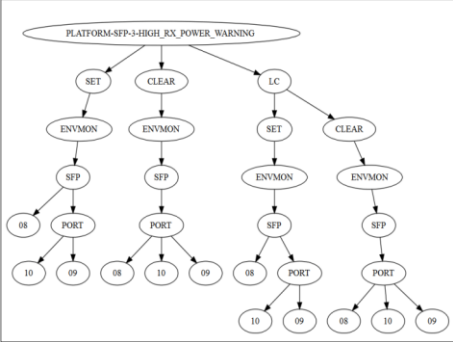 PLATFORM-SFP-3-HIGH_RX_POWER_WARNING
SET CLEAR LC
ENVMON ENVMON SET CLEAR
SFP SFP ENVMON ENVMON
08 PORT PORT SFP SFP
10 09 08 10 09 08 PORT PORT
10 09 08 10 09